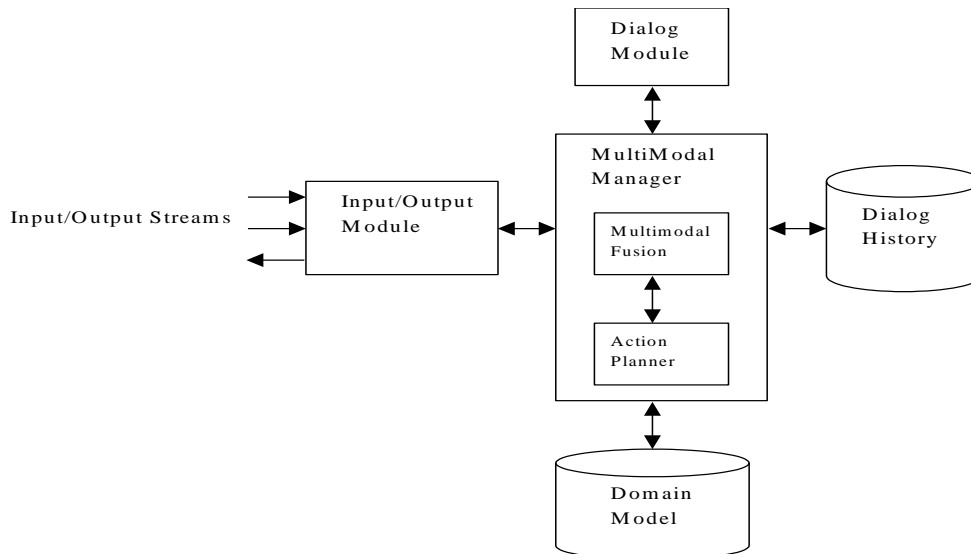 Dialog
Module
MultiModal
Manager
Input/Output Streams
Input/Output
Module
Multimodal
Fusion
Dialog
History
Action
Planner
Domain
Model